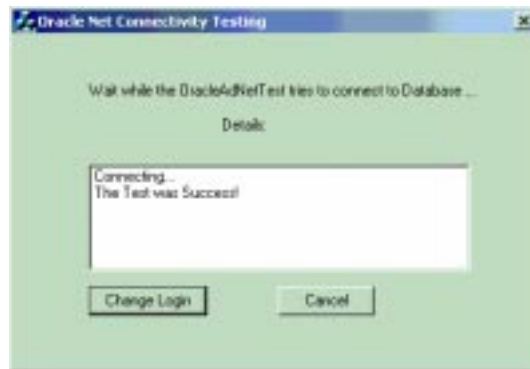 Oracle Net Connectivity Testing
Wait while the OracleAdNetTest tries to connect to Database ...
Details:
Connecting...
The Test was Success!
Change Login
Cancel